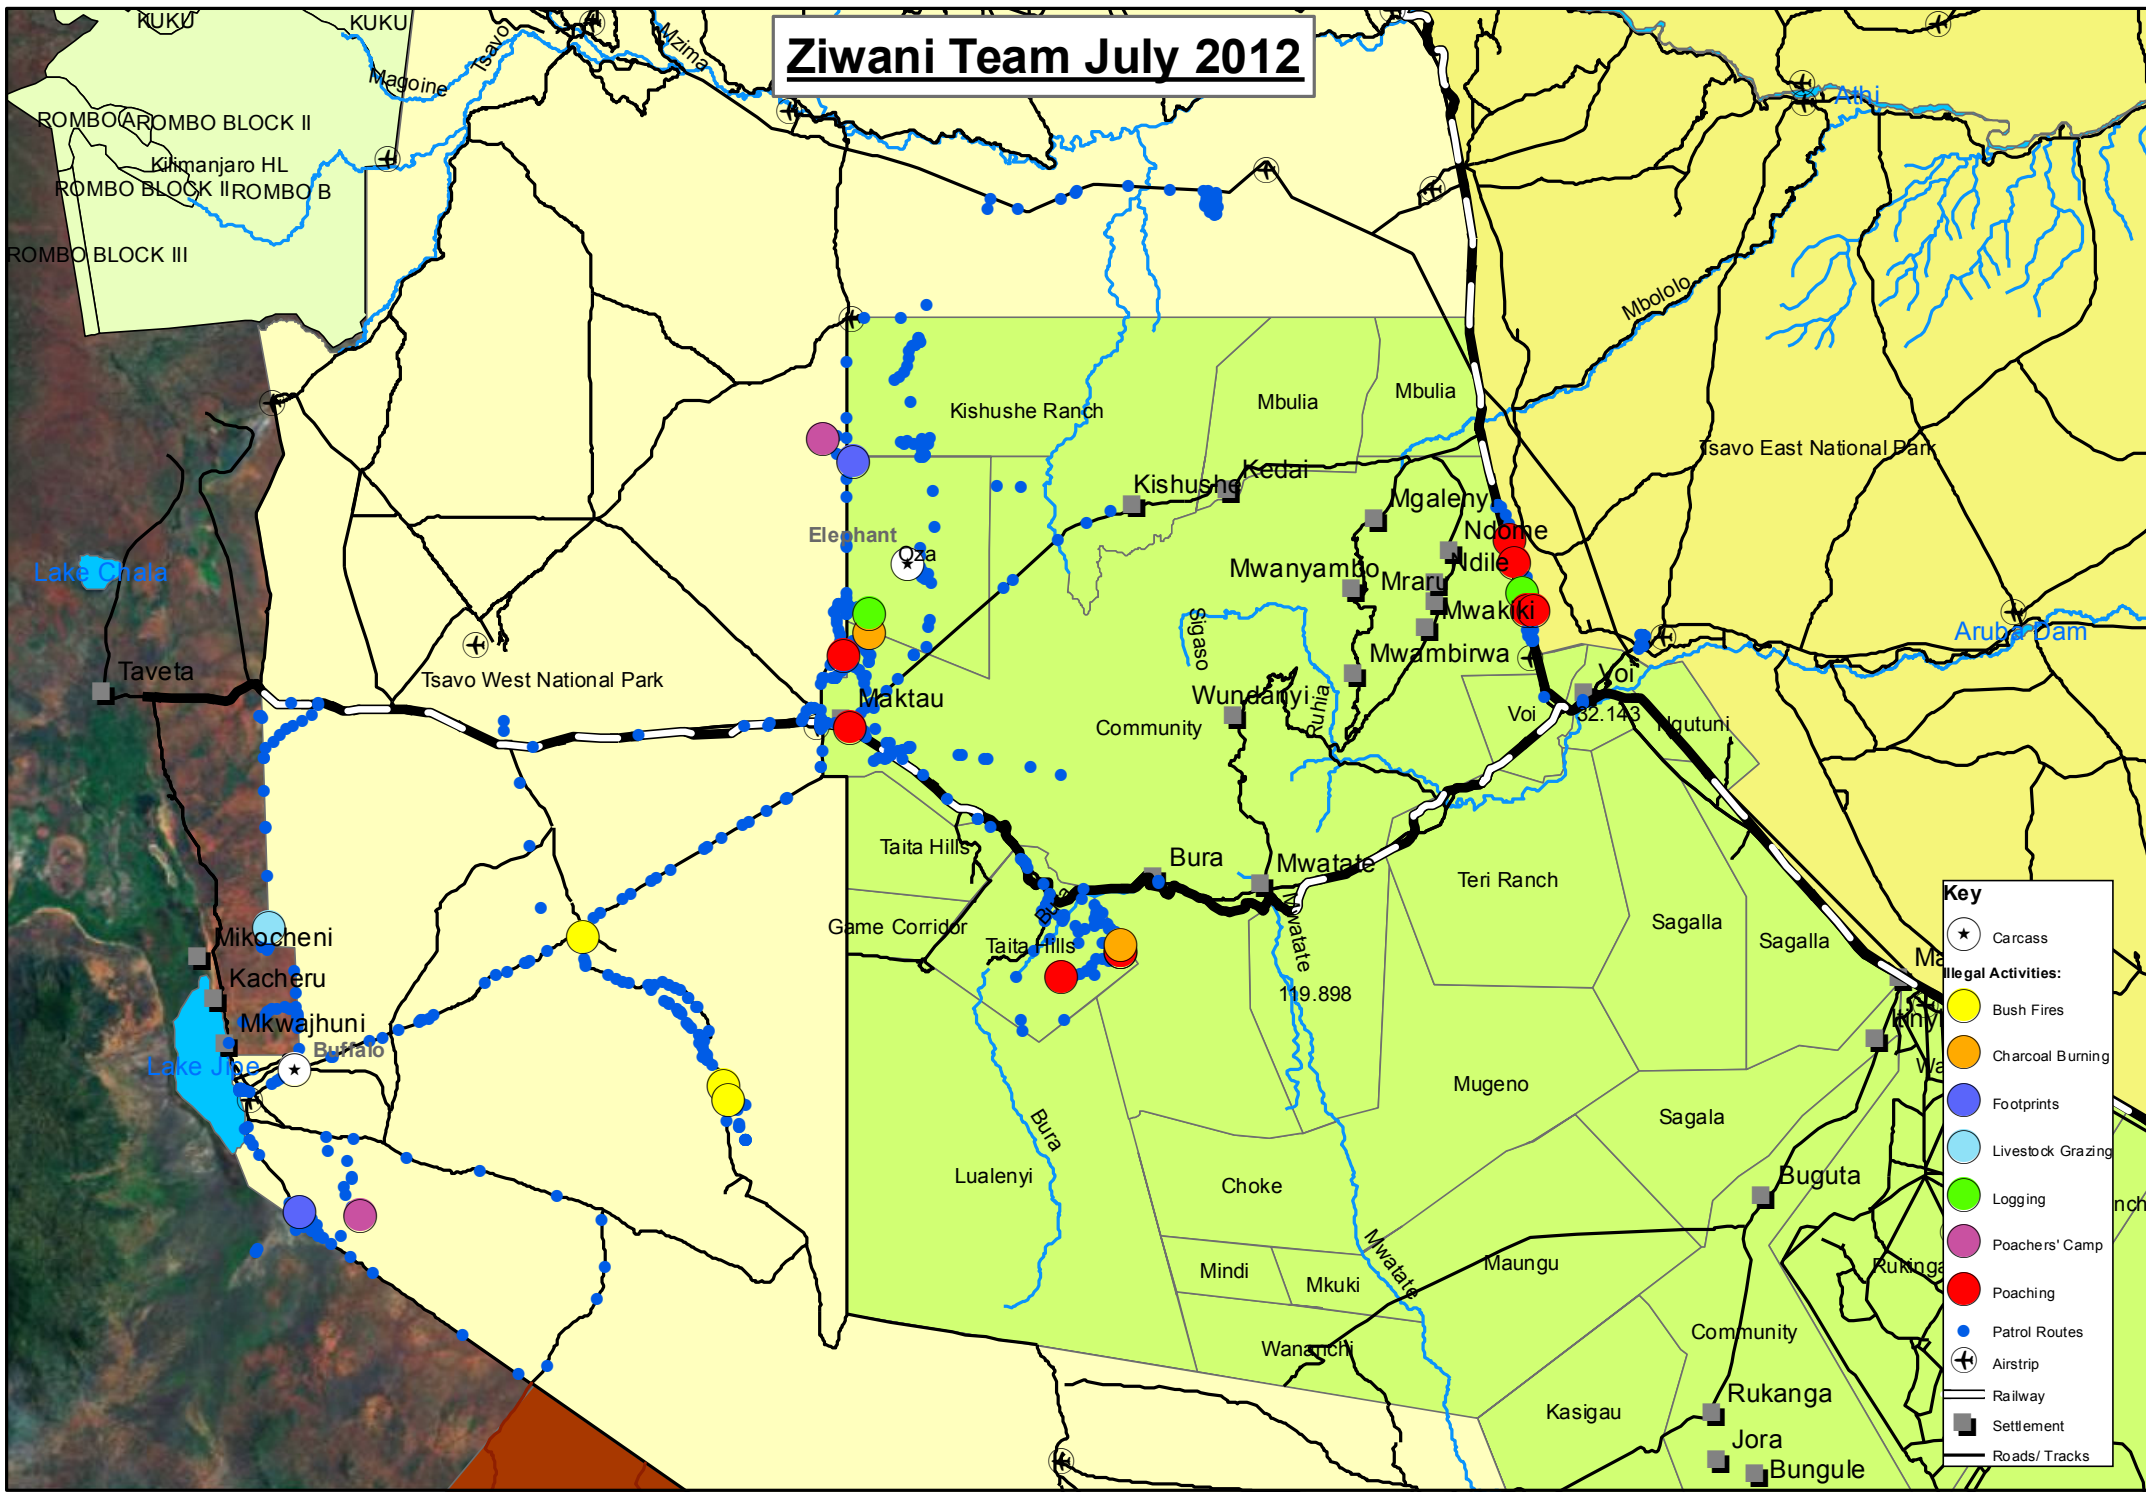 Ziwani Team July 2012
KUKU
KUKU
Tsavo
Mzima
Magoine
Athi
ROMBO A
ROMBO BLOCK II
Kilimanjaro HL
ROMBO BLOCK II
ROMBO B
ROMBO BLOCK III
Mbololo
Kishushe Ranch
Mbulia
Mbulia
Tsavo East National Park
Kishushe
Kedai
Mgaleny
Elephant
Oza
Ndome
Ndile
Lake Chala
Mwanyambo
Mraru
Mwakiki
Sigaso
Aruba Dam
Mwambirwa
Taveta
Tsavo West National Park
Voi
Maktau
Wundanyi
Ruhia
Community
Voi
32.143
Ngutuni
Taita Hills
Bura
Mwatate
Teri Ranch
Game Corridor
Bura
Taita Hills
Mwatate
Sagalla
Sagalla
Mikocheni
Kacheru
119.898
Mkwajhuni
Buffalo
Lake Jipe
Mugeno
Bura
Sagala
Lualenyi
Choke
Buguta
Mwatate
Mindi
Mkuki
Maungu
Rukinga
Wananchi
Community
Kasigau
Rukanga
Jora
Bungule
Key
Carcass
Illegal Activities:
Bush Fires
Charcoal Burning
Footprints
Livestock Grazing
Logging
Poachers' Camp
Poaching
Patrol Routes
Airstrip
Railway
Settlement
Roads/ Tracks